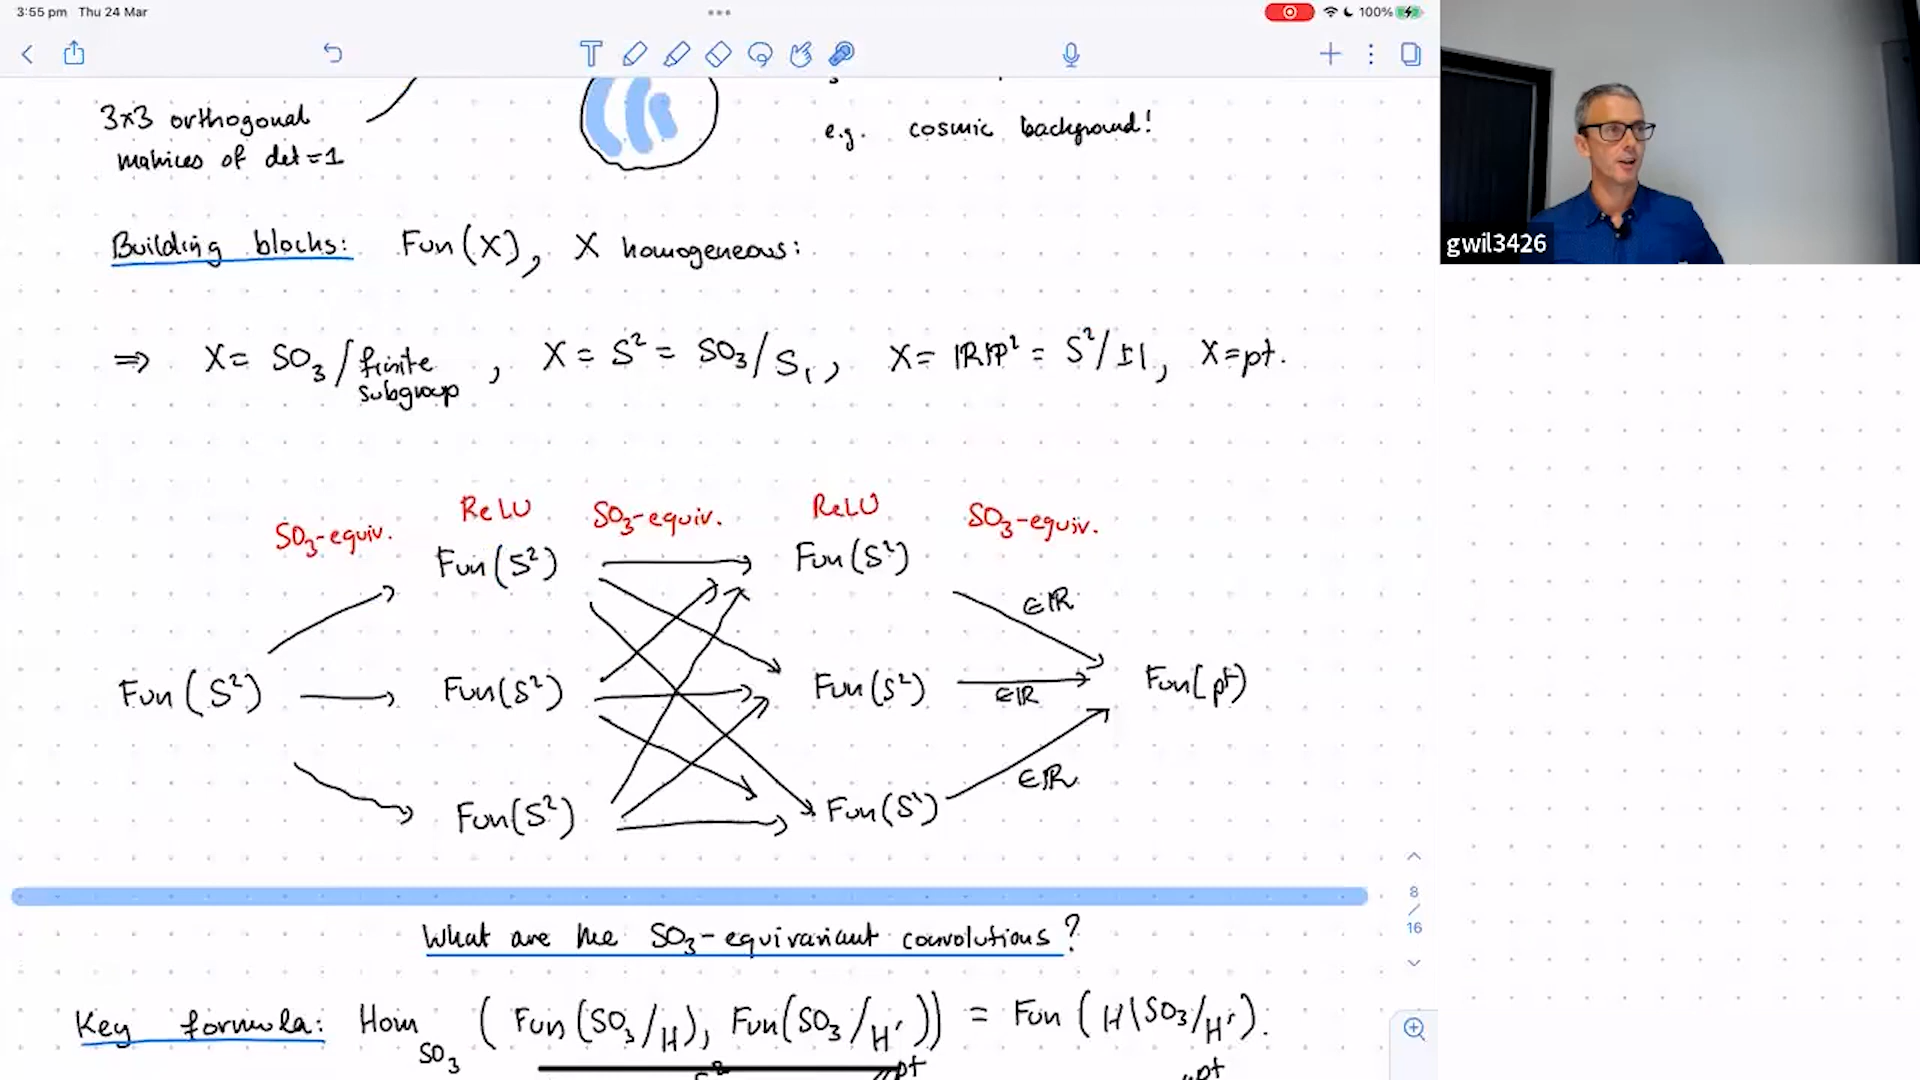 3:55 pm Thu 24 Mar
100%
3x3 orthogonal
matrices of det=1
e.g. cosmic background!
gwil3426
Building blocks: Fun(X), X homogeneous:
⇒ X = SO₃/finite subgroup, X = S² = SO₃/S₁, X = ℝℙ² = S²/±1, X=pt.
SO₃-equiv. ReLU SO₃-equiv. ReLU SO₃-equiv.
Fun(S²) Fun(S²)
∈ℝ
Fun(S²) Fun(S²) Fun(S²) ∈ℝ Fun(pt)
∈ℝ
Fun(S²) Fun(S²)
8
/
16
What are the SO₃-equivariant convolutions?
Key formula: Hom_SO₃ (Fun(SO₃/H), Fun(SO₃/H')) = Fun(H\SO₃/H').
pt pt